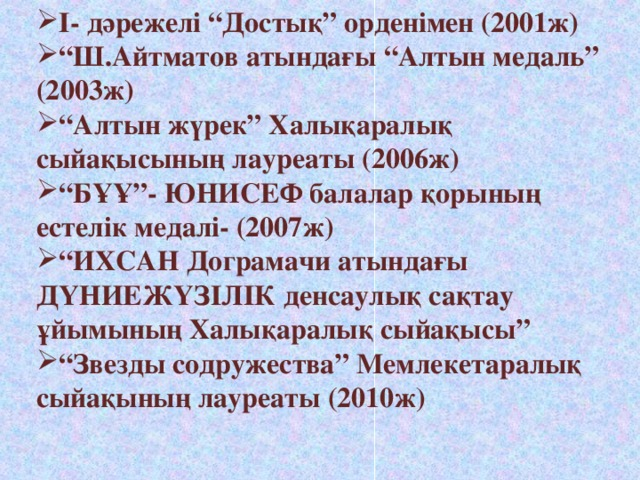 ➢І- дәрежелі “Достық” орденімен (2001ж)
➢“Ш.Айтматов атындағы “Алтын медаль”
(2003ж)
➢“Алтын жүрек” Халықаралық
сыйақысының лауреаты (2006ж)
➢“БҰҰ”- ЮНИСЕФ балалар қорының
естелік медалі- (2007ж)
➢“ИХСАН Дограмачи атындағы
ДҮНИЕЖҮЗІЛІК денсаулық сақтау
ұйымының Халықаралық сыйақысы”
➢“Звезды содружества” Мемлекетаралық
сыйақының лауреаты (2010ж)